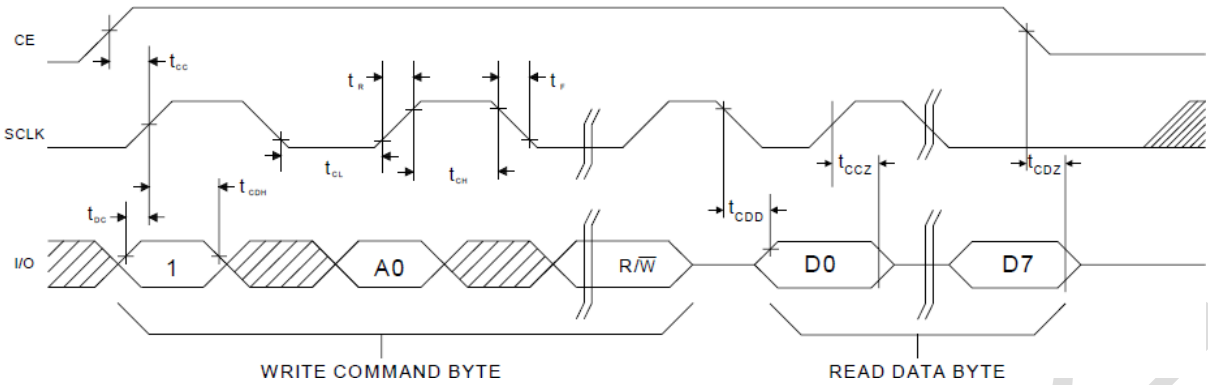 CE
t CC
t R
t F
SCLK
t CL
t CH
t CCZ
t CDZ
t CDH
t DC
t CDD
I/O
1
A0
R/W̅
D0
D7
WRITE COMMAND BYTE
READ DATA BYTE